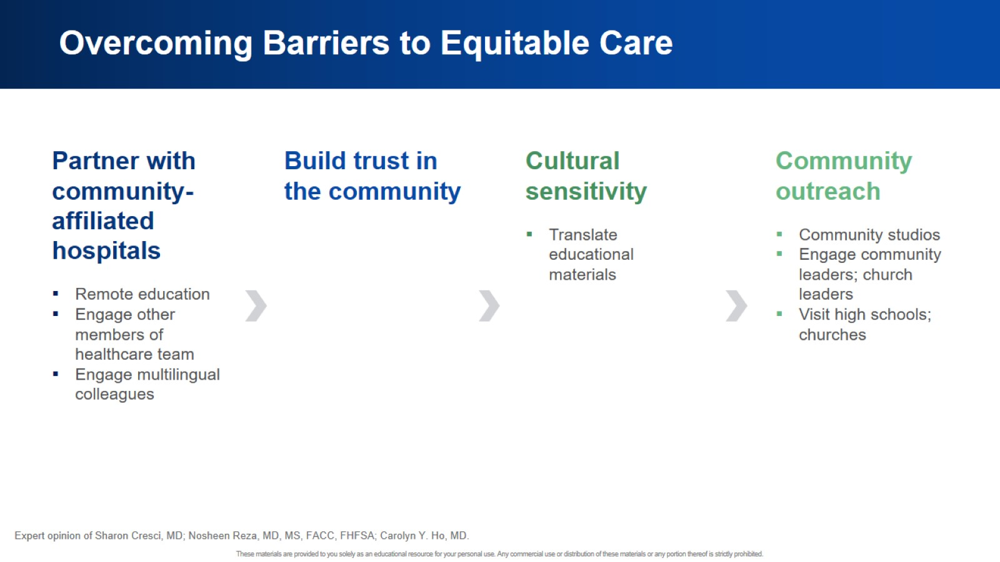 Overcoming Barriers to Equitable Care
Partner with
community-
affiliated
hospitals
▪ Remote education
▪ Engage other
members of
healthcare team
▪ Engage multilingual
colleagues
Build trust in
the community
Cultural
sensitivity
▪ Translate
educational
materials
Community
outreach
▪ Community studios
▪ Engage community
leaders; church
leaders
▪ Visit high schools;
churches
Expert opinion of Sharon Cresci, MD; Nosheen Reza, MD, MS, FACC, FHFSA; Carolyn Y. Ho, MD.
These materials are provided to you solely as an educational resource for your personal use. Any commercial use or distribution of these materials or any portion thereof is strictly prohibited.